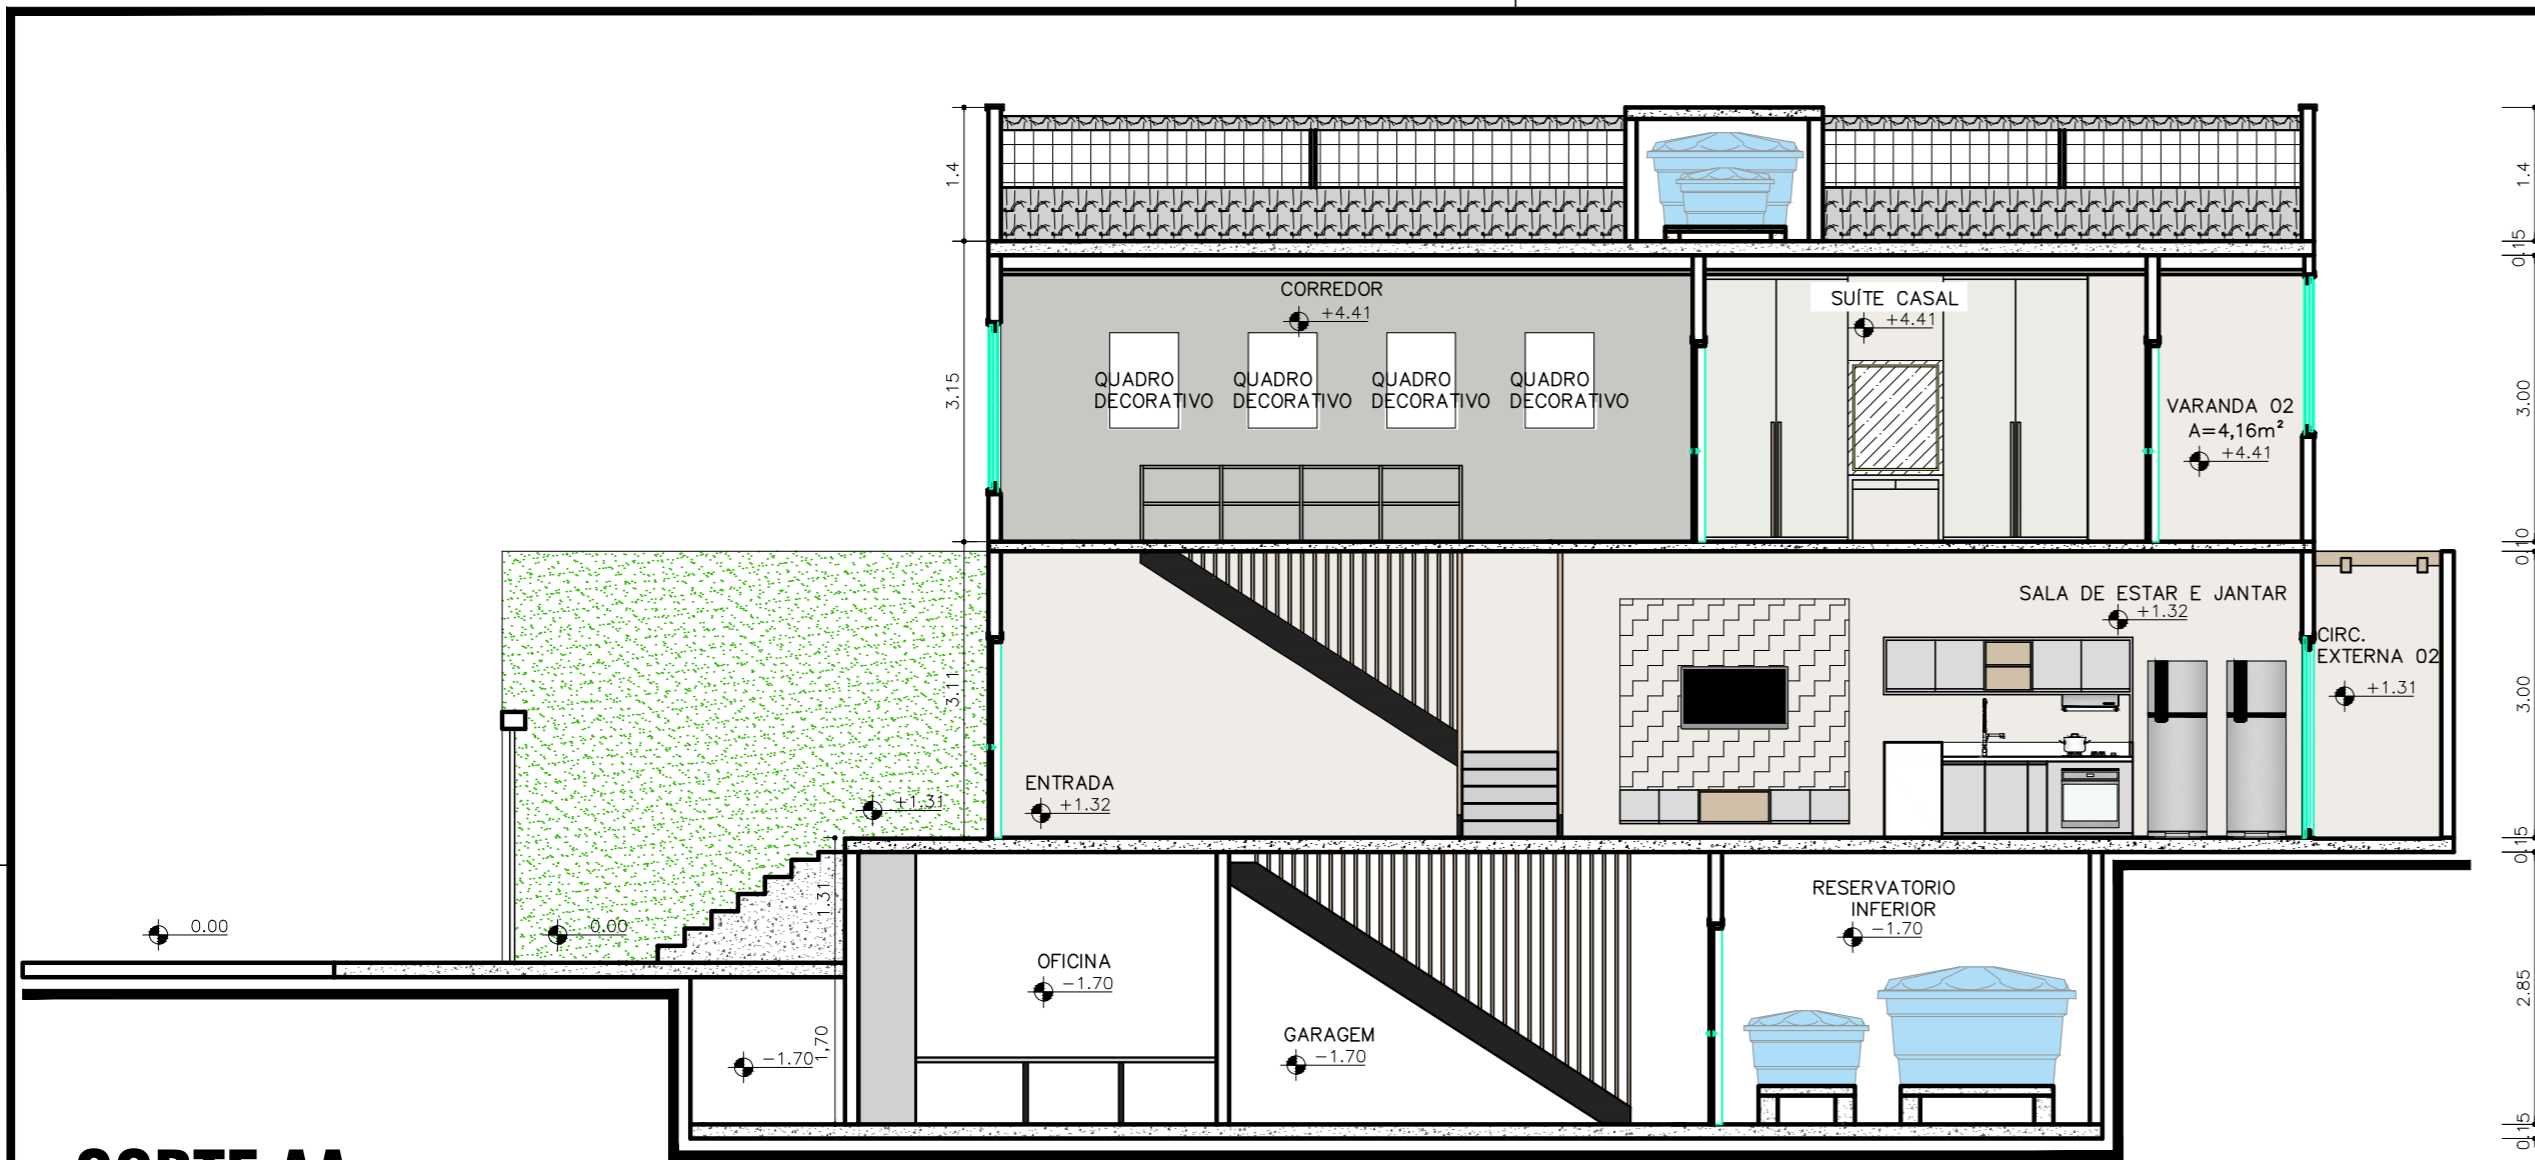 1.4
1.4
0.15
CORREDOR
+4.41
SUÍTE CASAL
+4.41
3.15
QUADRO
DECORATIVO
QUADRO
DECORATIVO
QUADRO
DECORATIVO
QUADRO
DECORATIVO
VARANDA 02
A=4,16m²
+4.41
3.00
0.10
SALA DE ESTAR E JANTAR
+1.32
CIRC.
EXTERNA 02
+1.31
3.11
3.00
ENTRADA
+1.32
+1.31
0.15
1.31
RESERVATORIO
INFERIOR
-1.70
0.00
0.00
OFICINA
-1.70
2.85
GARAGEM
-1.70
-1.70
1,70
0.15
CORTE AA